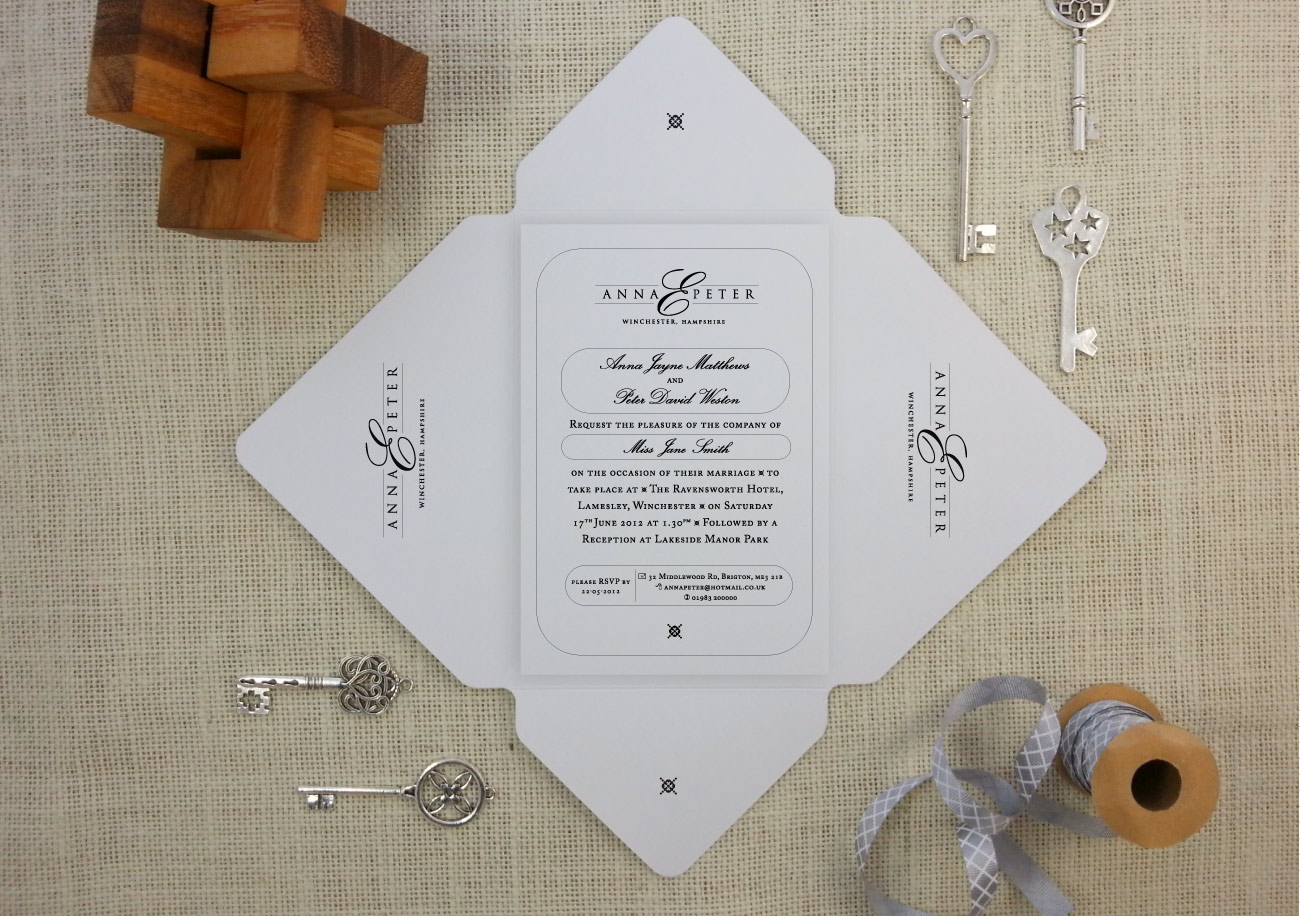 ANNA & PETER
WINCHESTER, HAMPSHIRE
Anna Jayne Matthews
AND
Peter David Weston
REQUEST THE PLEASURE OF THE COMPANY OF
Miss Jane Smith
ON THE OCCASION OF THEIR MARRIAGE ¤ TO
TAKE PLACE AT ¤ THE RAVENSWORTH HOTEL,
LAMESLEY, WINCHESTER ¤ ON SATURDAY
17TH JUNE 2012 AT 1.30PM ¤ FOLLOWED BY A
RECEPTION AT LAKESIDE MANOR PARK
PLEASE RSVP BY
22·05·2012
32 MIDDLEWOOD RD, BRIGTON, ME3 21B
ANNAPETER@HOTMAIL.CO.UK
01983 200000
ANNA & PETER
WINCHESTER, HAMPSHIRE
ANNA & PETER
WINCHESTER, HAMPSHIRE